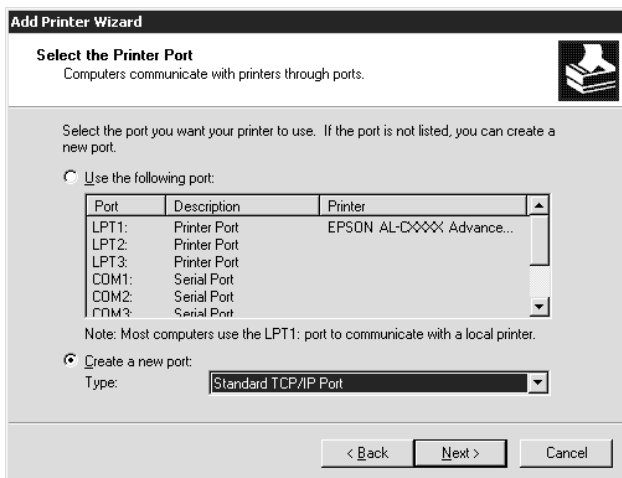 Add Printer Wizard
Select the Printer Port
Computers communicate with printers through ports.
Select the port you want your printer to use. If the port is not listed, you can create a
new port.
Use the following port:
Port Description Printer
LPT1: Printer Port EPSON AL-CXXXX Advance...
LPT2: Printer Port
LPT3: Printer Port
COM1: Serial Port
COM2: Serial Port
COM3: Serial Port
Note: Most computers use the LPT1: port to communicate with a local printer.
Create a new port:
Type: Standard TCP/IP Port
< Back Next > Cancel